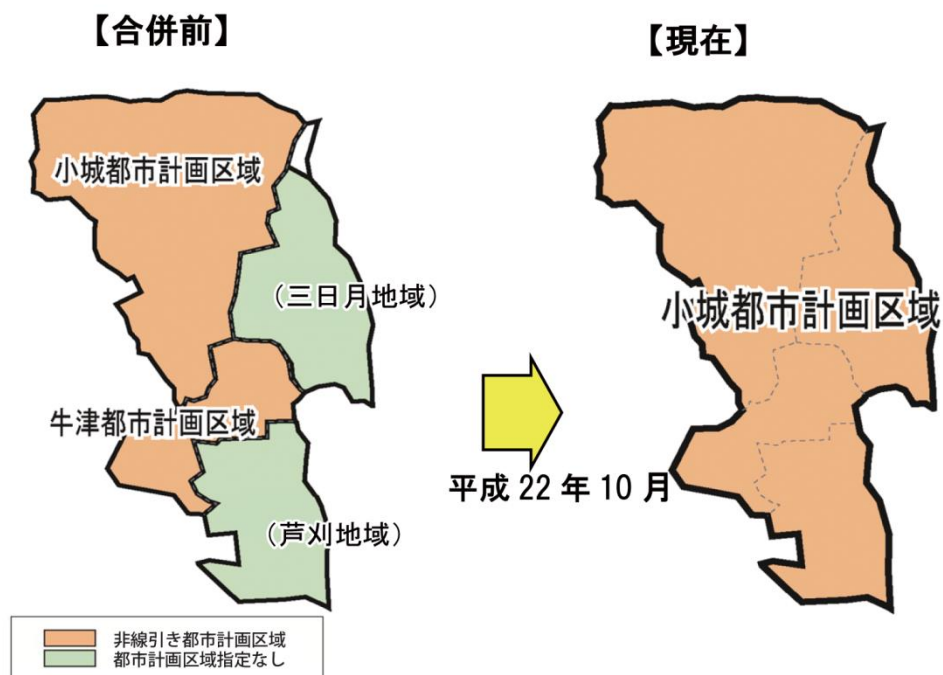 【合併前】
【現在】
小城都市計画区域
（三日月地域）
牛津都市計画区域
（芦刈地域）
小城都市計画区域
平成 22 年 10 月
非線引き都市計画区域
都市計画区域指定なし